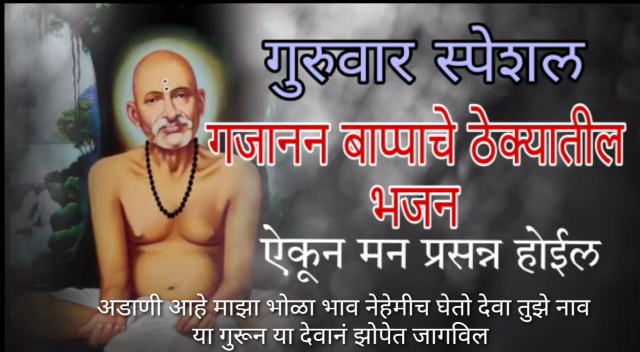 गुरुवार स्पेशल
गजानन बाप्पाचे ठेक्यातील
भजन
ऐकून मन प्रसन्न होईल
अडाणी आहे माझा भोळा भाव नेहेमीच घेतो देवा तुझे नाव
या गुरून या देवानं झोपेत जागविल